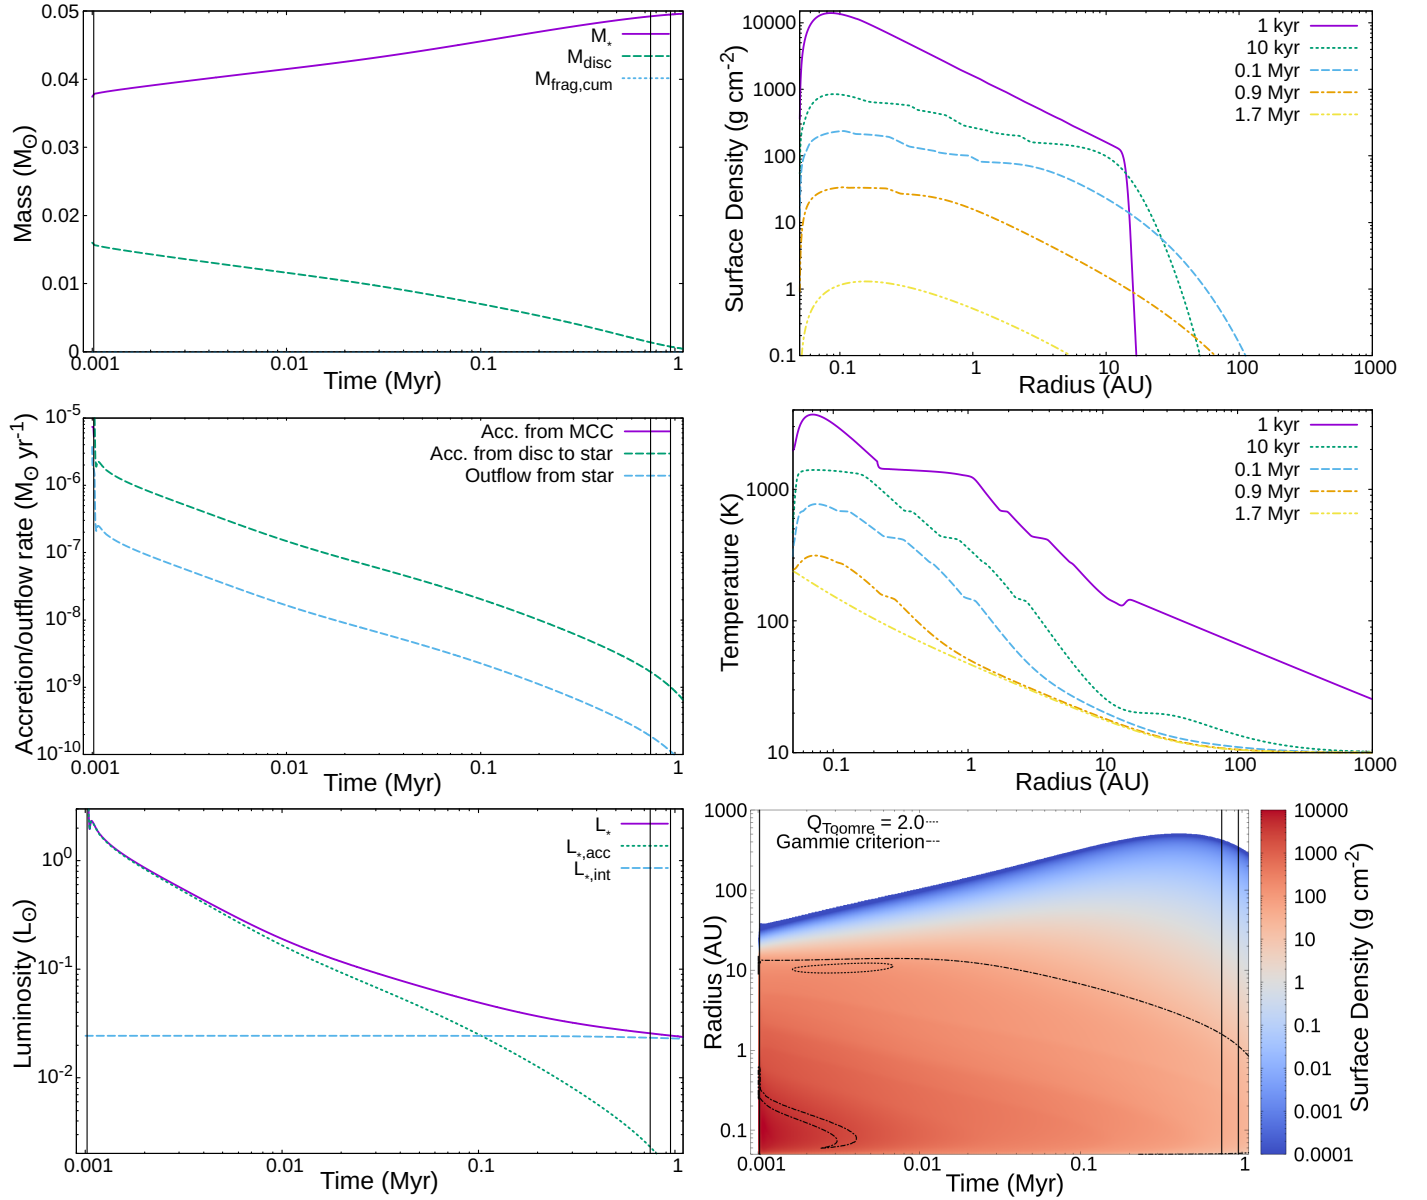 0.05
0.04
0.03
0.02
0.01
0
Mass (M⊙)
M*
Mdisc
Mfrag,cum
0.001
0.01
0.1
1
Time (Myr)
10000
1000
100
10
1
0.1
Surface Density (g cm-2)
1 kyr
10 kyr
0.1 Myr
0.9 Myr
1.7 Myr
0.1
1
10
100
1000
Radius (AU)
10-5
10-6
10-7
10-8
10-9
10-10
Accretion/outflow rate (M⊙ yr-1)
Acc. from MCC
Acc. from disc to star
Outflow from star
0.001
0.01
0.1
1
Time (Myr)
1000
100
10
Temperature (K)
1 kyr
10 kyr
0.1 Myr
0.9 Myr
1.7 Myr
0.1
1
10
100
1000
Radius (AU)
100
10-1
10-2
Luminosity (L⊙)
L*
L*,acc
L*,int
0.001
0.01
0.1
1
Time (Myr)
1000
100
10
1
0.1
Radius (AU)
QToomre = 2.0
Gammie criterion
0.001
0.01
0.1
1
Time (Myr)
10000
1000
100
10
1
0.1
0.01
0.001
0.0001
Surface Density (g cm-2)